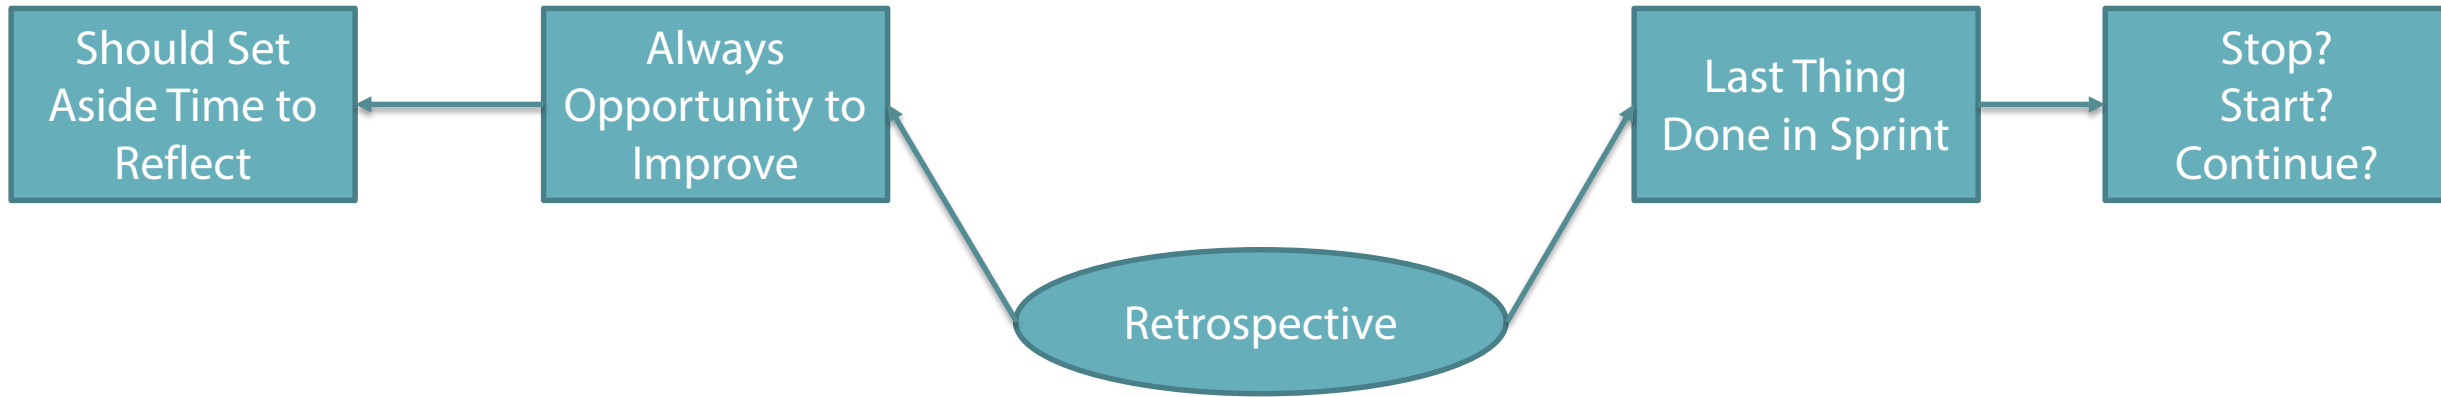 Should Set
Aside Time to
Reflect
Always
Opportunity to
Improve
Last Thing
Done in Sprint
Stop?
Start?
Continue?
Retrospective